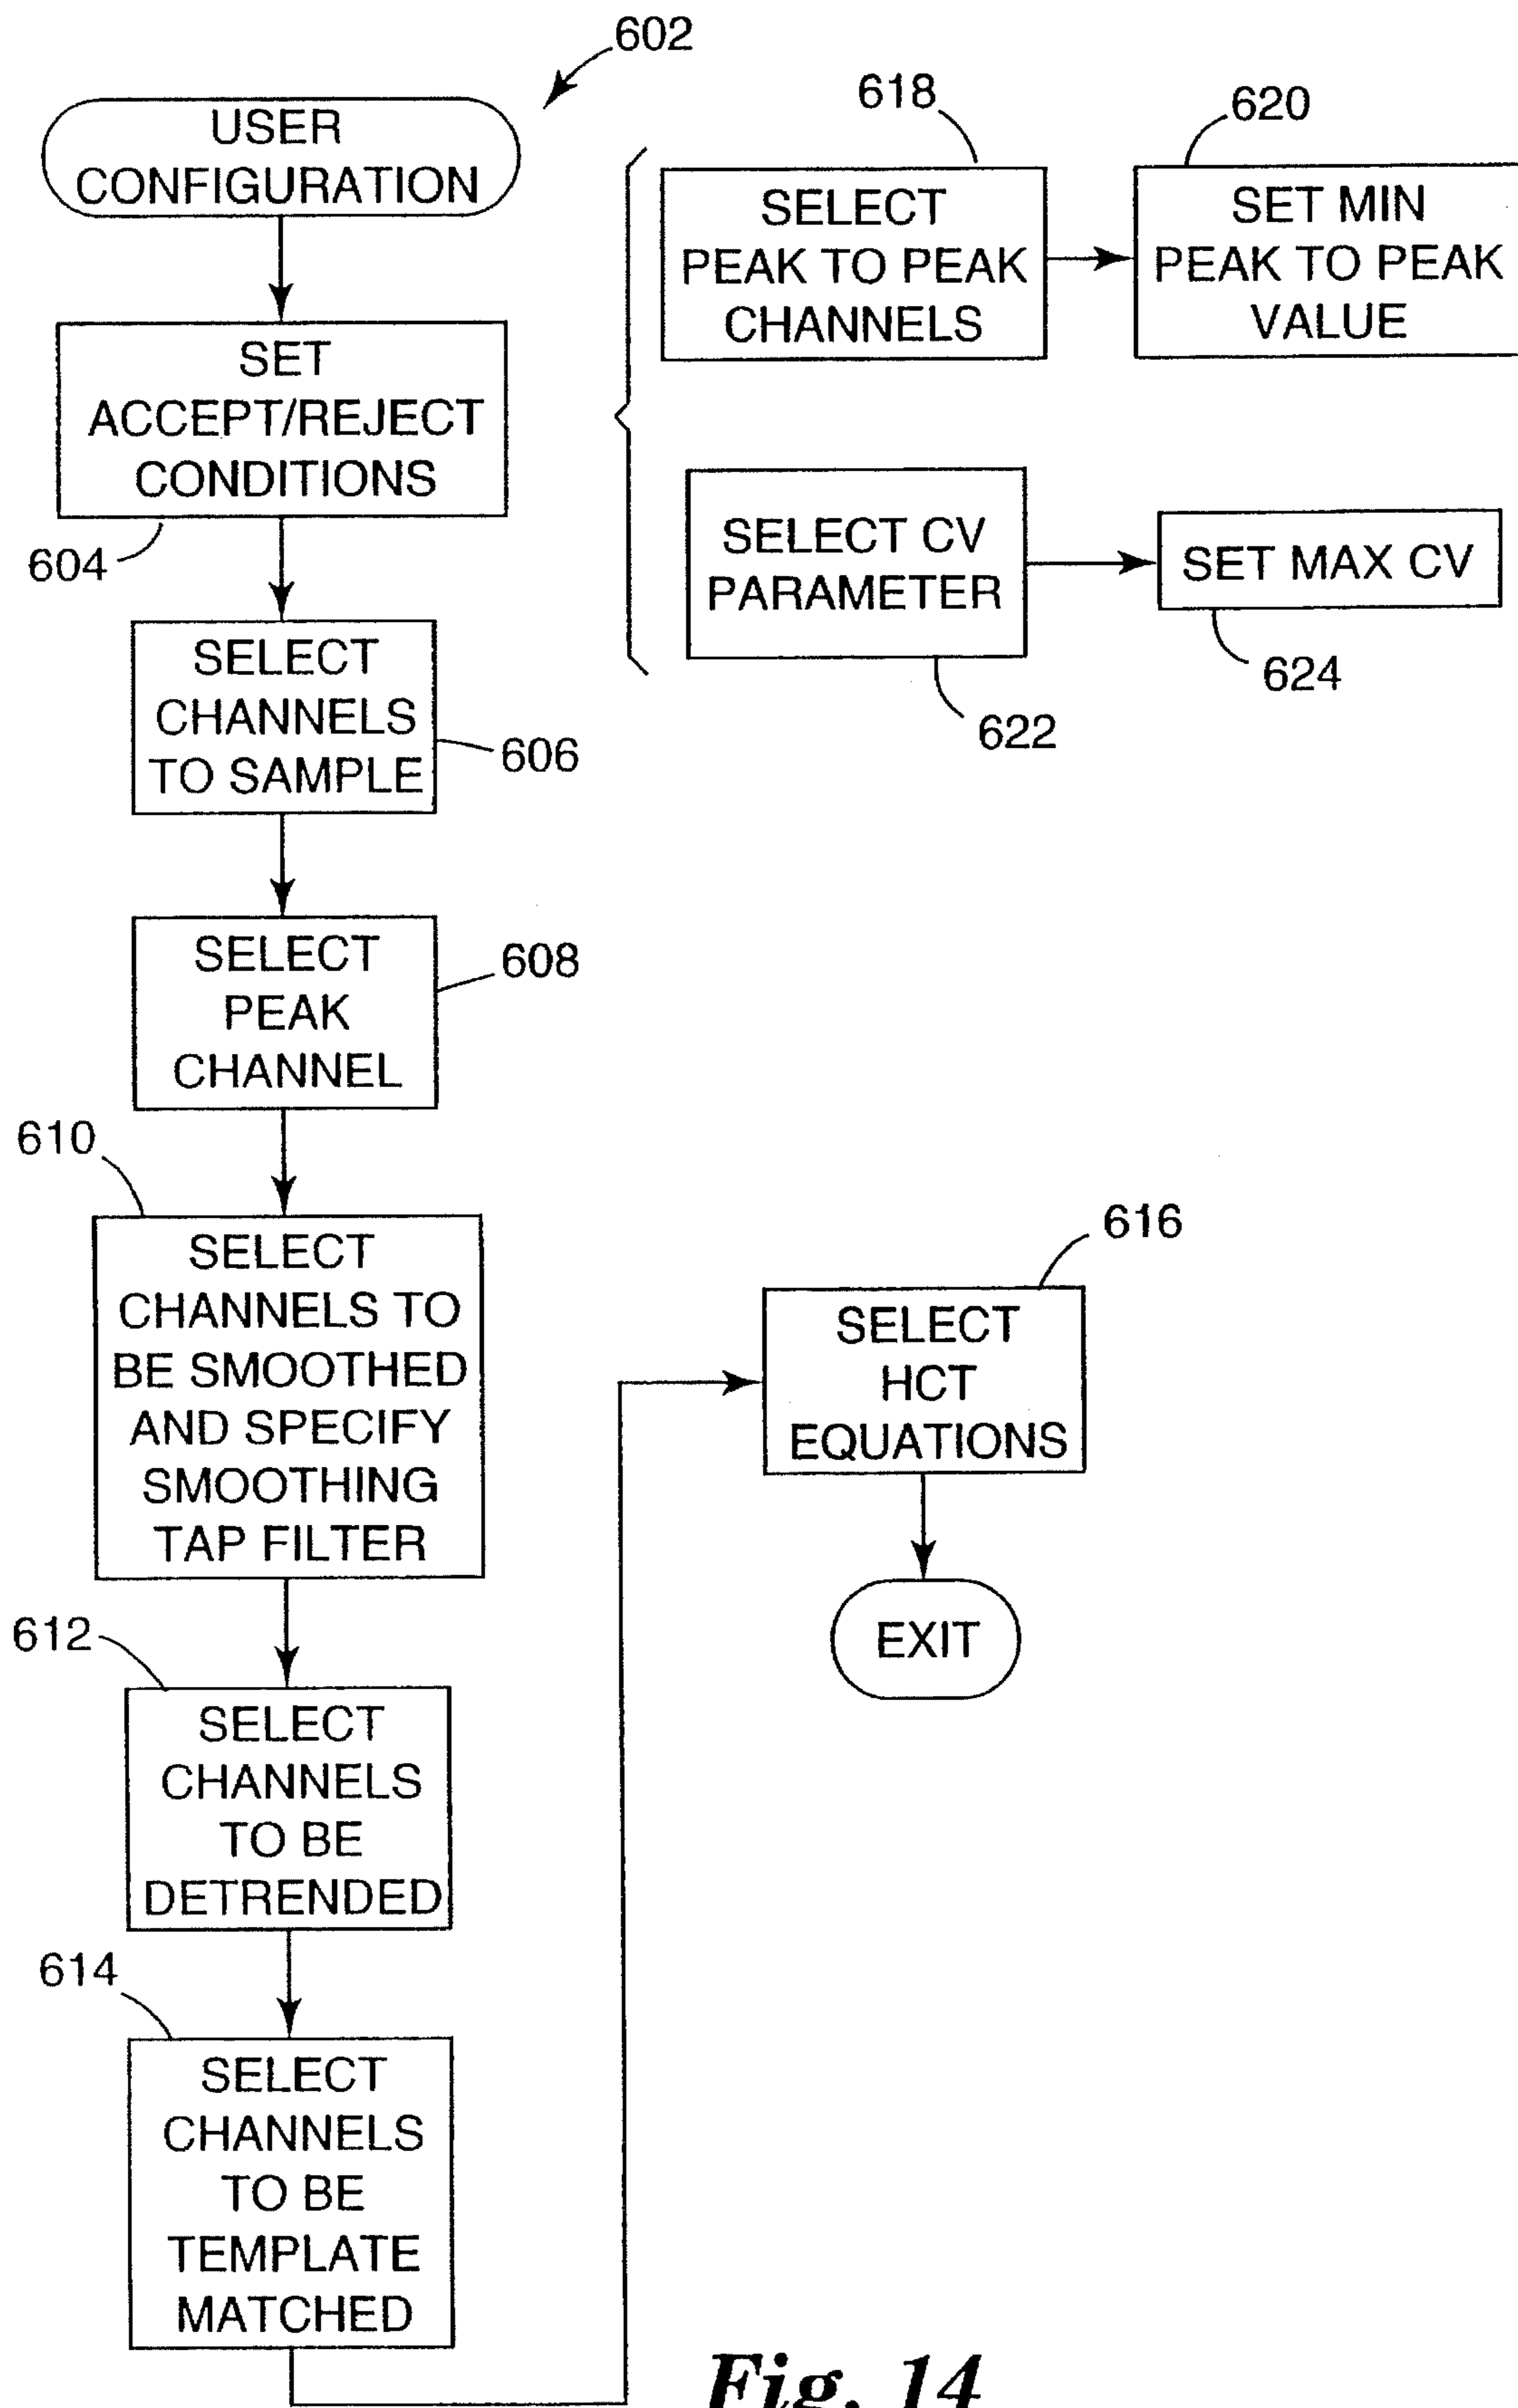 602
USER
CONFIGURATION
SET
ACCEPT/REJECT
CONDITIONS
604
SELECT
CHANNELS
TO SAMPLE
606
SELECT
PEAK
CHANNEL
608
610
SELECT
CHANNELS TO
BE SMOOTHED
AND SPECIFY
SMOOTHING
TAP FILTER
612
SELECT
CHANNELS
TO BE
DETRENDED
614
SELECT
CHANNELS
TO BE
TEMPLATE
MATCHED
618
SELECT
PEAK TO PEAK
CHANNELS
620
SET MIN
PEAK TO PEAK
VALUE
SELECT CV
PARAMETER
622
SET MAX CV
624
616
SELECT
HCT
EQUATIONS
EXIT
Fig. 14